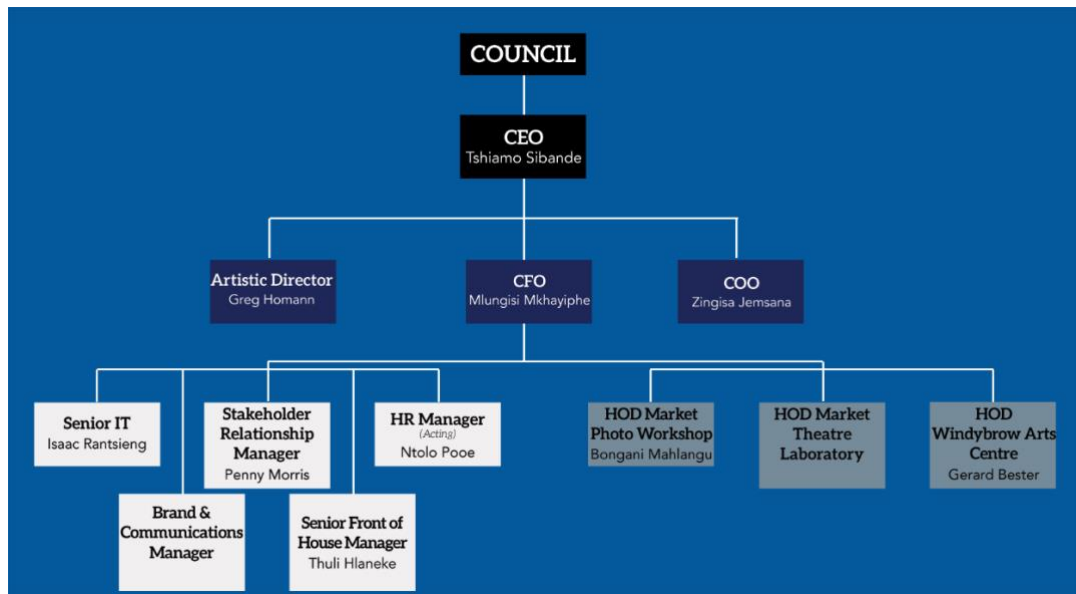 COUNCIL
CEO
Tshiamo Sibande
Artistic Director
Greg Homann
CFO
Mlungisi Mkhayiphe
COO
Zingisa Jemsana
Senior IT
Isaac Rantsieng
Stakeholder
Relationship
Manager
Penny Morris
HR Manager
(Acting)
Ntolo Pooe
HOD Market
Photo Workshop
Bongani Mahlangu
HOD Market
Theatre
Laboratory
HOD
Windybrow Arts
Centre
Gerard Bester
Brand &
Communications
Manager
Senior Front of
House Manager
Thuli Hlaneke